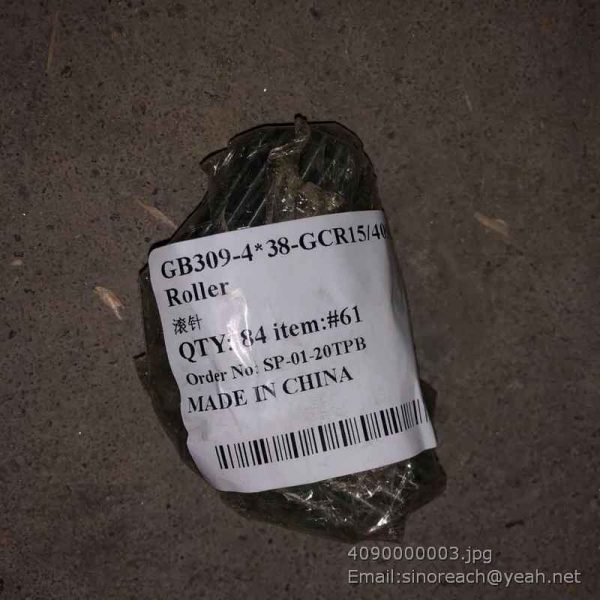 GB309-4*38-GCR15/40
Roller
滚针
QTY: 84 item:#61
Order No: SP-01-20TPB
MADE IN CHINA
4090000003.jpg
Email:sinoreach@yeah.net